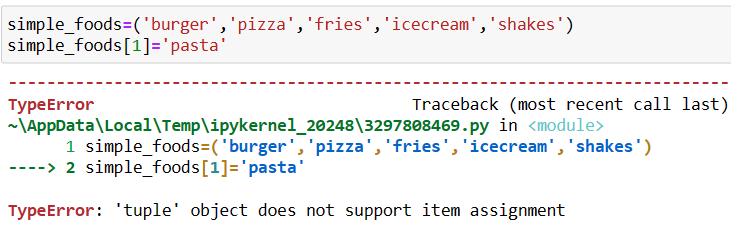 simple_foods=('burger','pizza','fries','icecream','shakes')
simple_foods[1]='pasta'
---------------------------------------------------------------------------
TypeError                                 Traceback (most recent call last)
~\AppData\Local\Temp\ipykernel_20248\3297808469.py in <module>
      1 simple_foods=('burger','pizza','fries','icecream','shakes')
----> 2 simple_foods[1]='pasta'
TypeError: 'tuple' object does not support item assignment